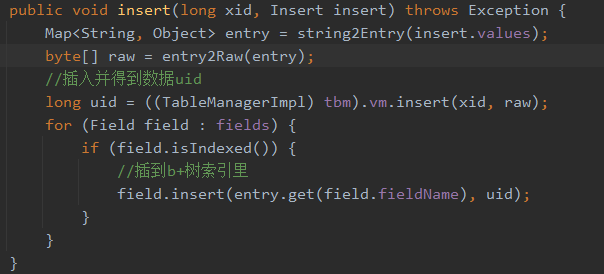 public void insert(long xid, Insert insert) throws Exception {
Map<String, Object> entry = string2Entry(insert.values);
byte[] raw = entry2Raw(entry);
//插入并得到数据uid
long uid = ((TableManagerImpl) tbm).vm.insert(xid, raw);
for (Field field : fields) {
if (field.isIndexed()) {
//插到b+树索引里
field.insert(entry.get(field.fieldName), uid);
}
}
}